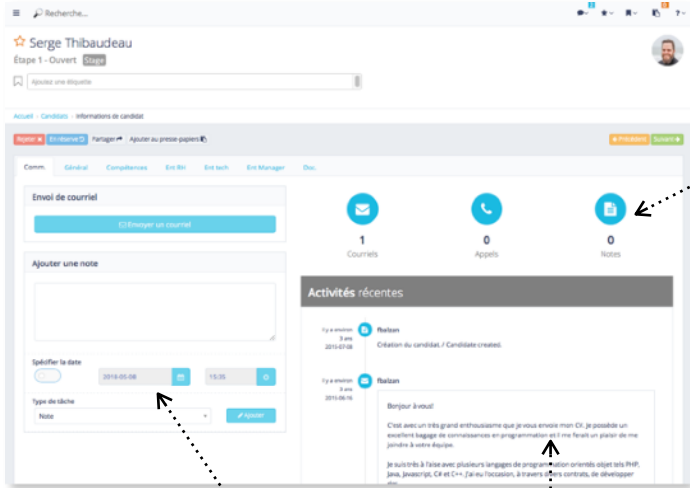 Recherche...
Serge Thibaudeau
Étape 1 - Ouvert Stage
Ajoutez une étiquette
Accueil - Candidats - Informations de candidat
Rejeter En réserve Partager Ajouter au presse-papiers Précédent Suivant
Comm. Général Compétences Ent RH Ent tech Ent Manager Doc.
Envoi de courriel
Envoyer un courriel
1 0 0
Courriels Appels Notes
Ajouter une note
Activités récentes
il y a environ 3 ans
2015-07-08
fbalzan
Création du candidat. / Candidate created.
Spécifier la date
2018-05-08 15:35
Type de tâche
Note Ajouter
il y a environ 3 ans
2015-06-16
fbalzan
Bonjour à vous!
C'est avec un très grand enthousiasme que je vous envoie mon CV. Je possède un
excellent bagage de connaissances en programmation et il me ferait un plaisir de me
joindre à votre équipe.
Je suis très à l'aise avec plusieurs langages de programmation orientés objet tels PHP,
Java, Javascript, C# et C++. J'ai eu l'occasion, à travers divers contrats, de développer